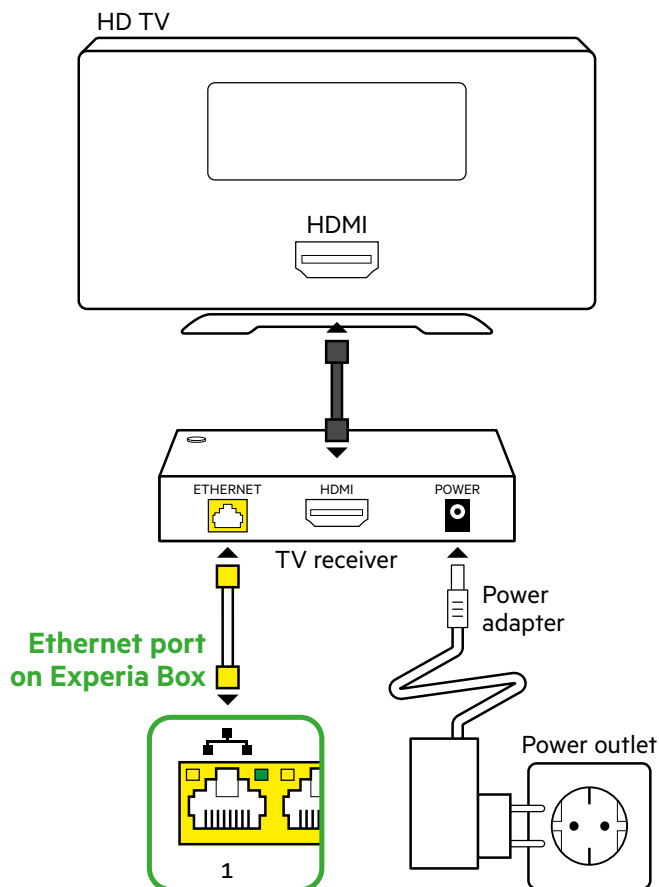 HD TV
HDMI
ETHERNET
HDMI
POWER
TV receiver
Power
adapter
Ethernet port
on Experia Box
Power outlet
1